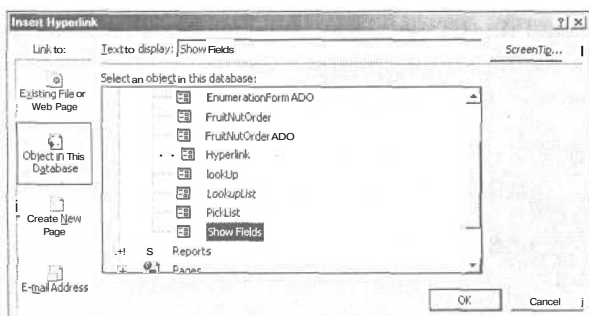 Insert Hyperlink
Link to:
Text to display: Show Fields
ScreenTip...
Select an object in this database:
Existing File or
Web Page
Object in This
Database
Create New
Page
E-mail Address
EnumerationForm ADO
FruitNutOrder
FruitNutOrder ADO
Hyperlink
lookUp
LookupList
PickList
Show Fields
Reports
Pages
OK
Cancel